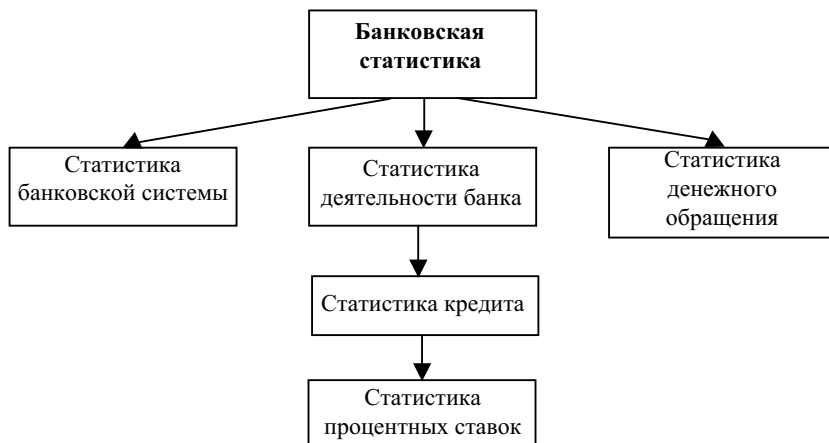 Банковская
статистика
Статистика
банковской системы
Статистика
деятельности банка
Статистика
денежного
обращения
Статистика кредита
Статистика
процентных ставок